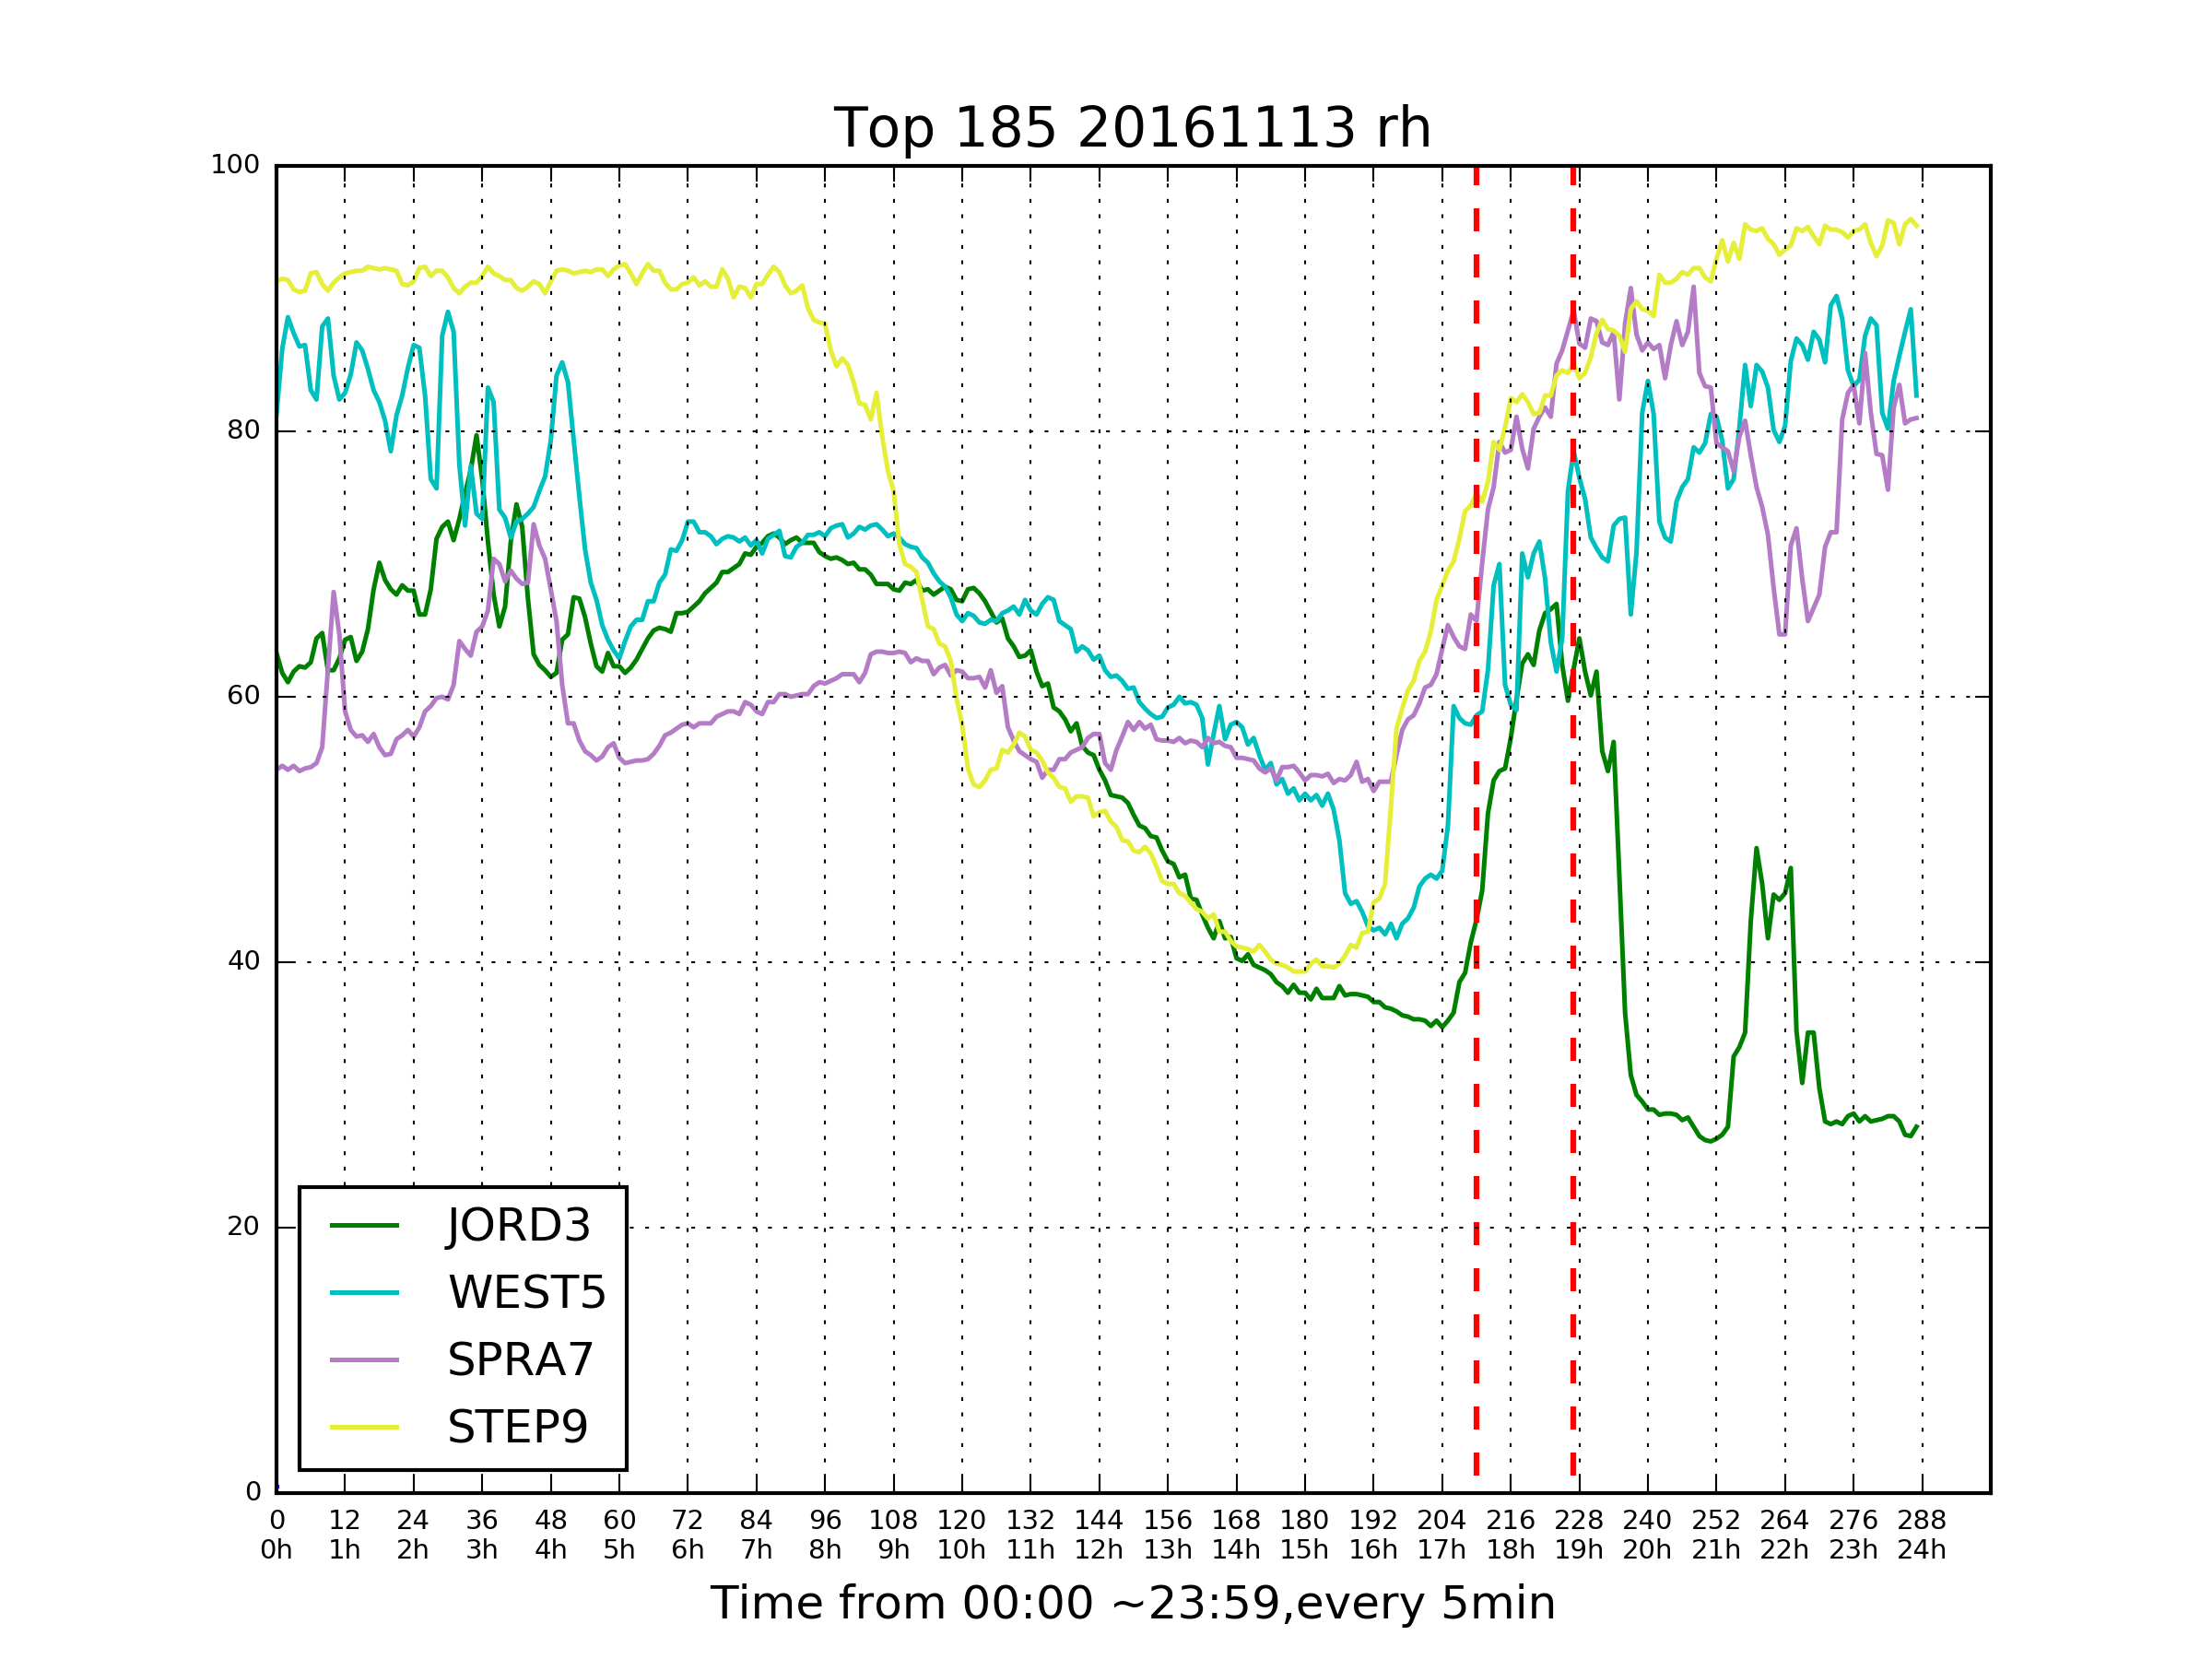 Top 185 20161113 rh
100
80
60
40
20
0
JORD3
WEST5
SPRA7
STEP9
0 12 24 36 48 60 72 84 96 108 120 132 144 156 168 180 192 204 216 228 240 252 264 276 288
0h 1h 2h 3h 4h 5h 6h 7h 8h 9h 10h 11h 12h 13h 14h 15h 16h 17h 18h 19h 20h 21h 22h 23h 24h
Time from 00:00 ~23:59,every 5min